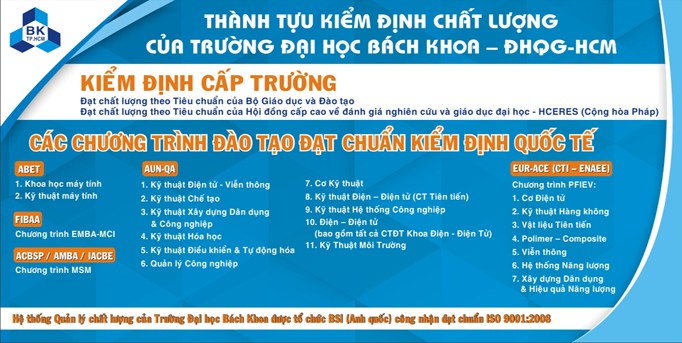 BK
TP.HCM
THÀNH TỰU KIỂM ĐỊNH CHẤT LƯỢNG
CỦA TRƯỜNG ĐẠI HỌC BÁCH KHOA – ĐHQG-HCM
KIỂM ĐỊNH CẤP TRƯỜNG
Đạt chất lượng theo Tiêu chuẩn của Bộ Giáo dục và Đào tạo
Đạt chất lượng theo Tiêu chuẩn của Hội đồng cấp cao về đánh giá nghiên cứu và giáo dục đại học - HCERES (Cộng hòa Pháp)
CÁC CHƯƠNG TRÌNH ĐÀO TẠO ĐẠT CHUẨN KIỂM ĐỊNH QUỐC TẾ
ABET
1. Khoa học máy tính
2. Kỹ thuật máy tính
FIBAA
Chương trình EMBA-MCI
ACBSP / AMBA / IACBE
Chương trình MSM
AUN-QA
1. Kỹ thuật Điện tử - Viễn thông
2. Kỹ thuật Chế tạo
3. Kỹ thuật Xây dựng Dân dụng
& Công nghiệp
4. Kỹ thuật Hóa học
5. Kỹ thuật Điều khiển & Tự động hóa
6. Quản lý Công nghiệp
7. Cơ Kỹ thuật
8. Kỹ thuật Điện – Điện tử (CT Tiên tiến)
9. Kỹ thuật Hệ thống Công nghiệp
10. Điện – Điện tử
(bao gồm tất cả CTĐT Khoa Điện - Điện Tử)
11. Kỹ Thuật Môi Trường
EUR-ACE (CTI – ENAEE)
Chương trình PFIEV:
1. Cơ Điện tử
2. Kỹ thuật Hàng không
3. Vật liệu Tiên tiến
4. Polimer – Composite
5. Viễn thông
6. Hệ thống Năng lượng
7. Xây dựng Dân dụng
& Hiệu quả Năng lượng
Hệ thống Quản lý chất lượng của Trường Đại học Bách Khoa được tổ chức BSI (Anh quốc) công nhận đạt chuẩn ISO 9001:2008